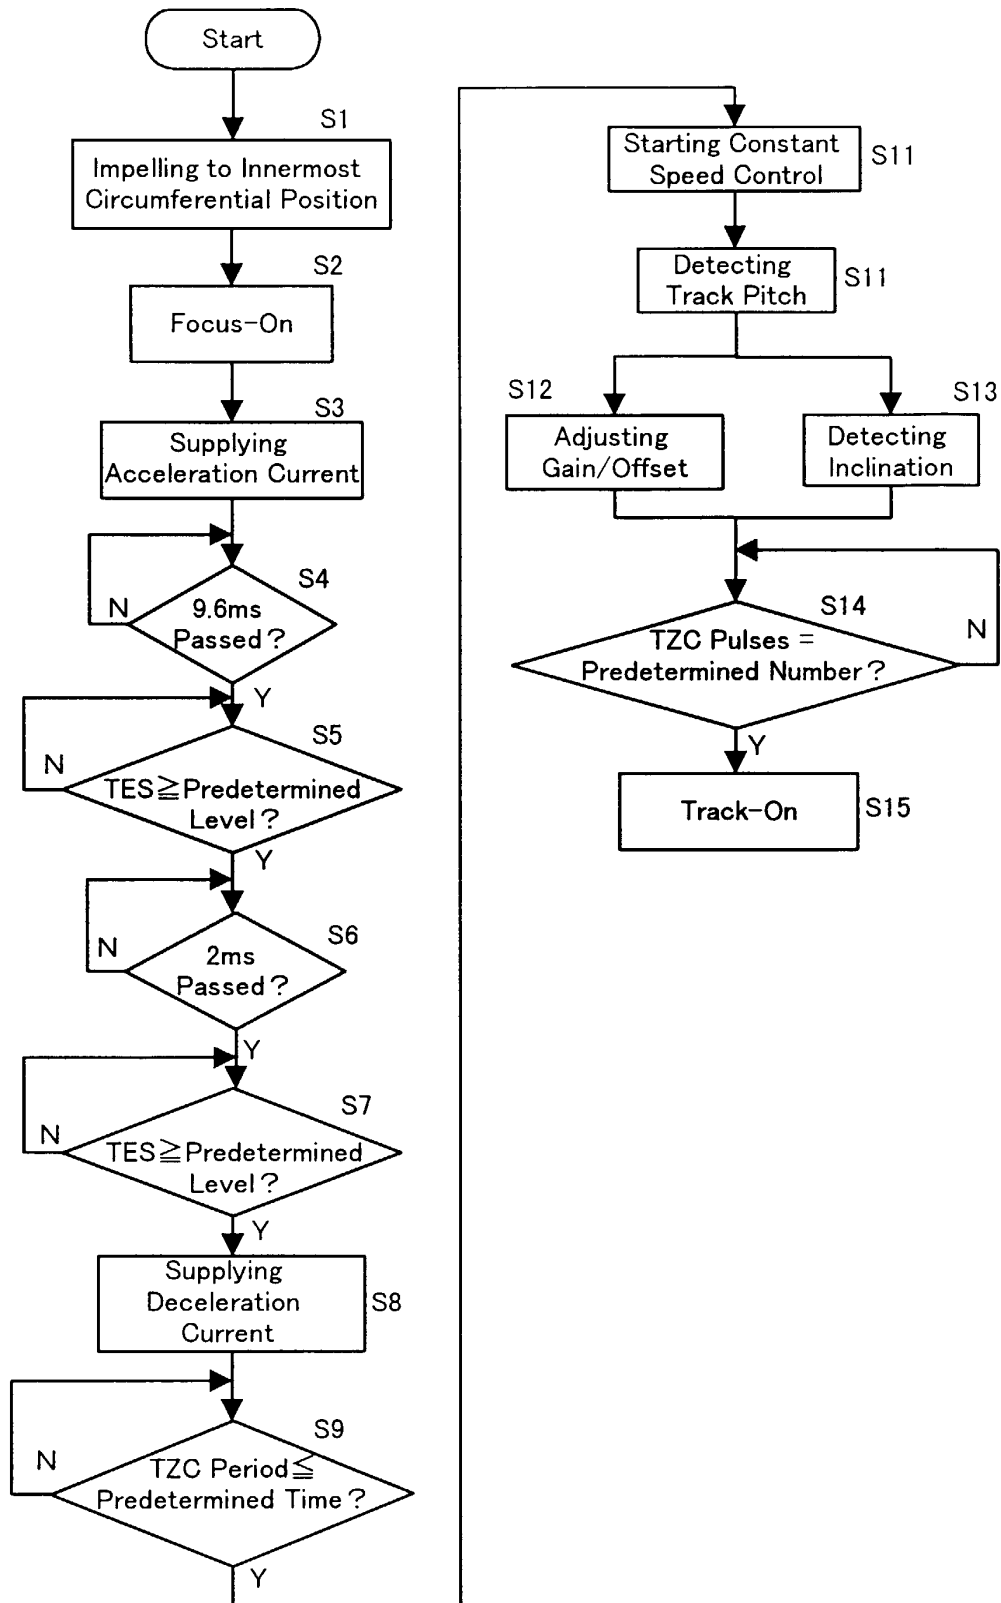 Start
S1
Impelling to Innermost
Circumferential Position
S2
Focus-On
S3
Supplying
Acceleration Current
S4
N
9.6ms
Passed?
Y
S5
N
TES≧Predetermined
Level?
Y
S6
N
2ms
Passed?
Y
S7
N
TES≧Predetermined
Level?
Y
Supplying
Deceleration
Current
S8
S9
N
TZC Period≦
Predetermined Time?
Y
Starting Constant
Speed Control
S11
Detecting
Track Pitch
S11
S12
Adjusting
Gain/Offset
S13
Detecting
Inclination
S14
N
TZC Pulses =
Predetermined Number?
Y
Track-On
S15